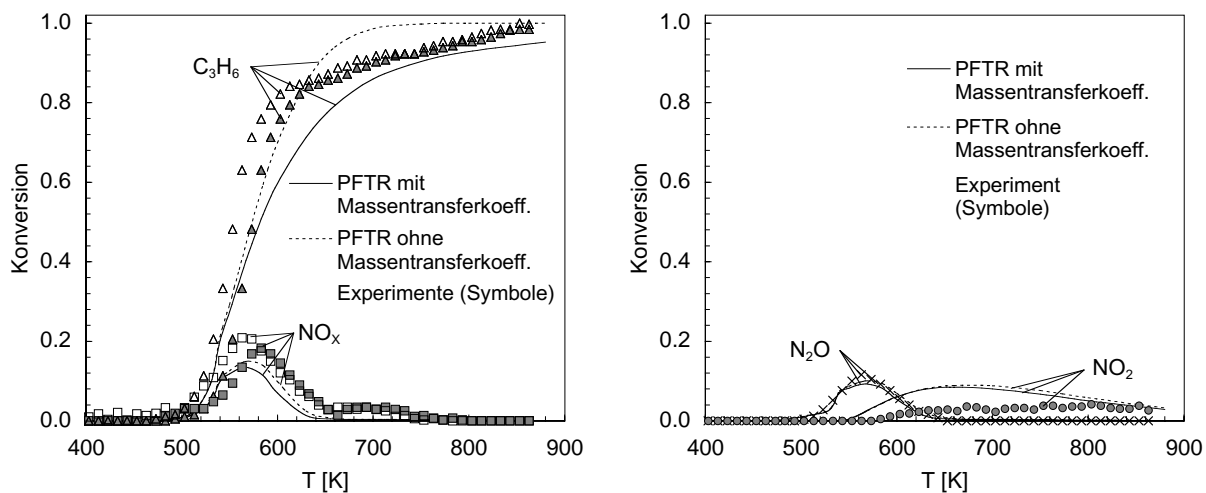 1.0
0.8
0.6
0.4
0.2
0.0
Konversion
C₃H₆
PFTR mit
Massentransferkoeff.
PFTR ohne
Massentransferkoeff.
Experimente (Symbole)
NOₓ
400 500 600 700 800 900
T [K]
1.0
0.8
0.6
0.4
0.2
0.0
Konversion
PFTR mit
Massentransferkoeff.
PFTR ohne
Massentransferkoeff.
Experiment
(Symbole)
N₂O
NO₂
400 500 600 700 800 900
T [K]